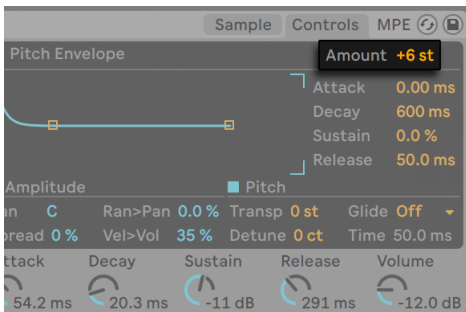 Sample Controls MPE
Pitch Envelope Amount +6 st
Attack 0.00 ms
Decay 600 ms
Sustain 0.0 %
Release 50.0 ms
Amplitude Pitch
an C Ran>Pan 0.0 % Transp 0 st Glide Off
oread 0 % Vel>Vol 35 % Detune 0 ct Time 50.0 ms
ttack Decay Sustain Release Volume
54.2 ms 20.3 ms -11 dB 291 ms -12.0 dB